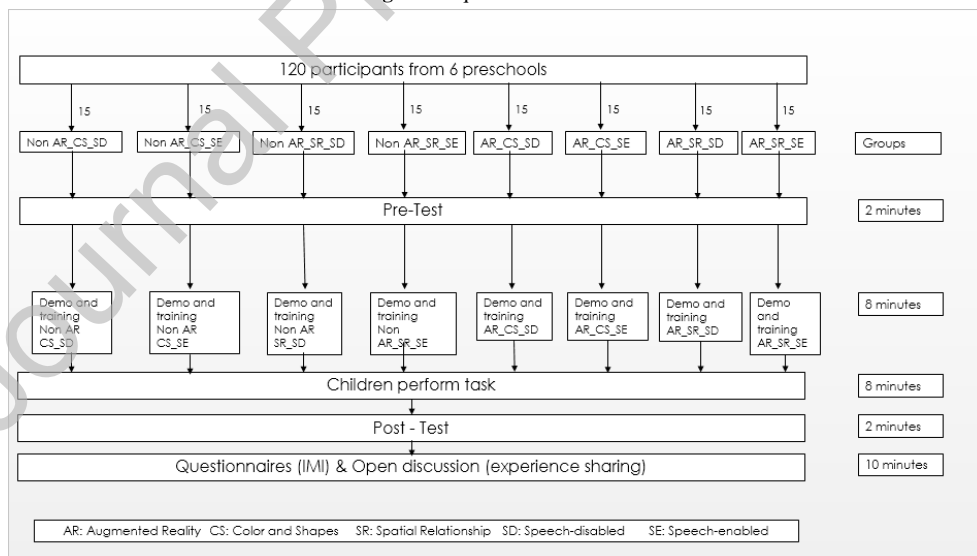 120 participants from 6 preschools
15 15 15 15 15 15 15 15
Non AR_CS_SD Non AR_CS_SE Non AR_SR_SD Non AR_SR_SE AR_CS_SD AR_CS_SE AR_SR_SD AR_SR_SE Groups
Pre-Test 2 minutes
Demo and training Non AR CS_SD
Demo and training Non AR CS_SE
Demo and training Non AR SR_SD
Demo and training Non AR_SR_SE
Demo and training AR_CS_SD
Demo and training AR_CS_SE
Demo and training AR_SR_SD
Demo and training AR_SR_SE
8 minutes
Children perform task 8 minutes
Post - Test 2 minutes
Questionnaires (IMI) & Open discussion (experience sharing) 10 minutes
AR: Augmented Reality CS: Color and Shapes SR: Spatial Relationship SD: Speech-disabled SE: Speech-enabled
Journal P